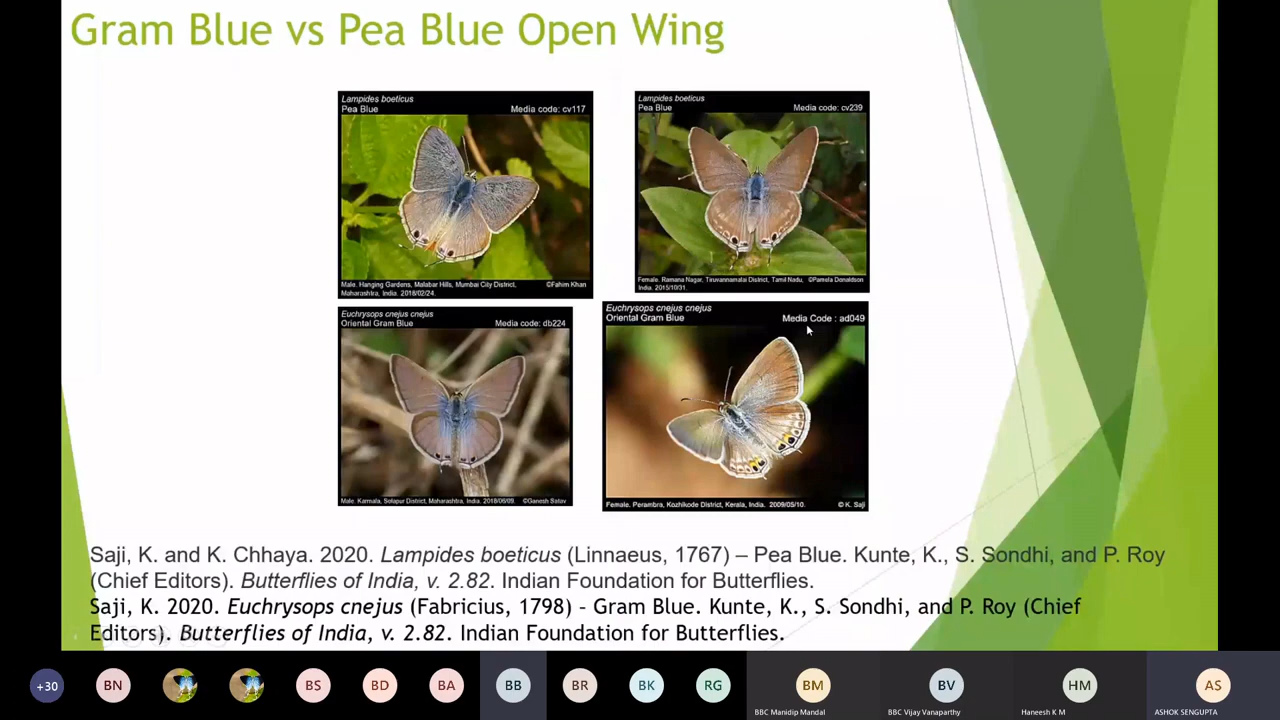 Gram Blue vs Pea Blue Open Wing
Lampides boeticus
Pea Blue
Media code: cv117
Male. Hanging Gardens, Malabar Hills, Mumbai City District,
Maharashtra, India. 2016/02/24.
©Fahim Khan
Lampides boeticus
Pea Blue
Media code: cv239
Female. Ramana Nagar, Tiruvannamalai District, Tamil Nadu,
India. 2015/10/31.
©Pamela Donaldson
Euchrysops cnejus cnejus
Oriental Gram Blue
Media code: db224
Male. Karmala, Solapur District, Maharashtra, India. 2018/06/09.
©Ganesh Satav
Euchrysops cnejus cnejus
Oriental Gram Blue
Media Code : ad049
Female. Perambra, Kozhikode District, Kerala, India. 2009/05/10.
© K. Saji
Saji, K. and K. Chhaya. 2020. Lampides boeticus (Linnaeus, 1767) – Pea Blue. Kunte, K., S. Sondhi, and P. Roy
(Chief Editors). Butterflies of India, v. 2.82. Indian Foundation for Butterflies.
Saji, K. 2020. Euchrysops cnejus (Fabricius, 1798) - Gram Blue. Kunte, K., S. Sondhi, and P. Roy (Chief
Editors). Butterflies of India, v. 2.82. Indian Foundation for Butterflies.
+30
BN
BS
BD
BA
BB
BR
BK
RG
BM
BV
HM
AS
BBC Manidip Mandal
BBC Vijay Vanaparthy
Haneesh K M
ASHOK SENGUPTA